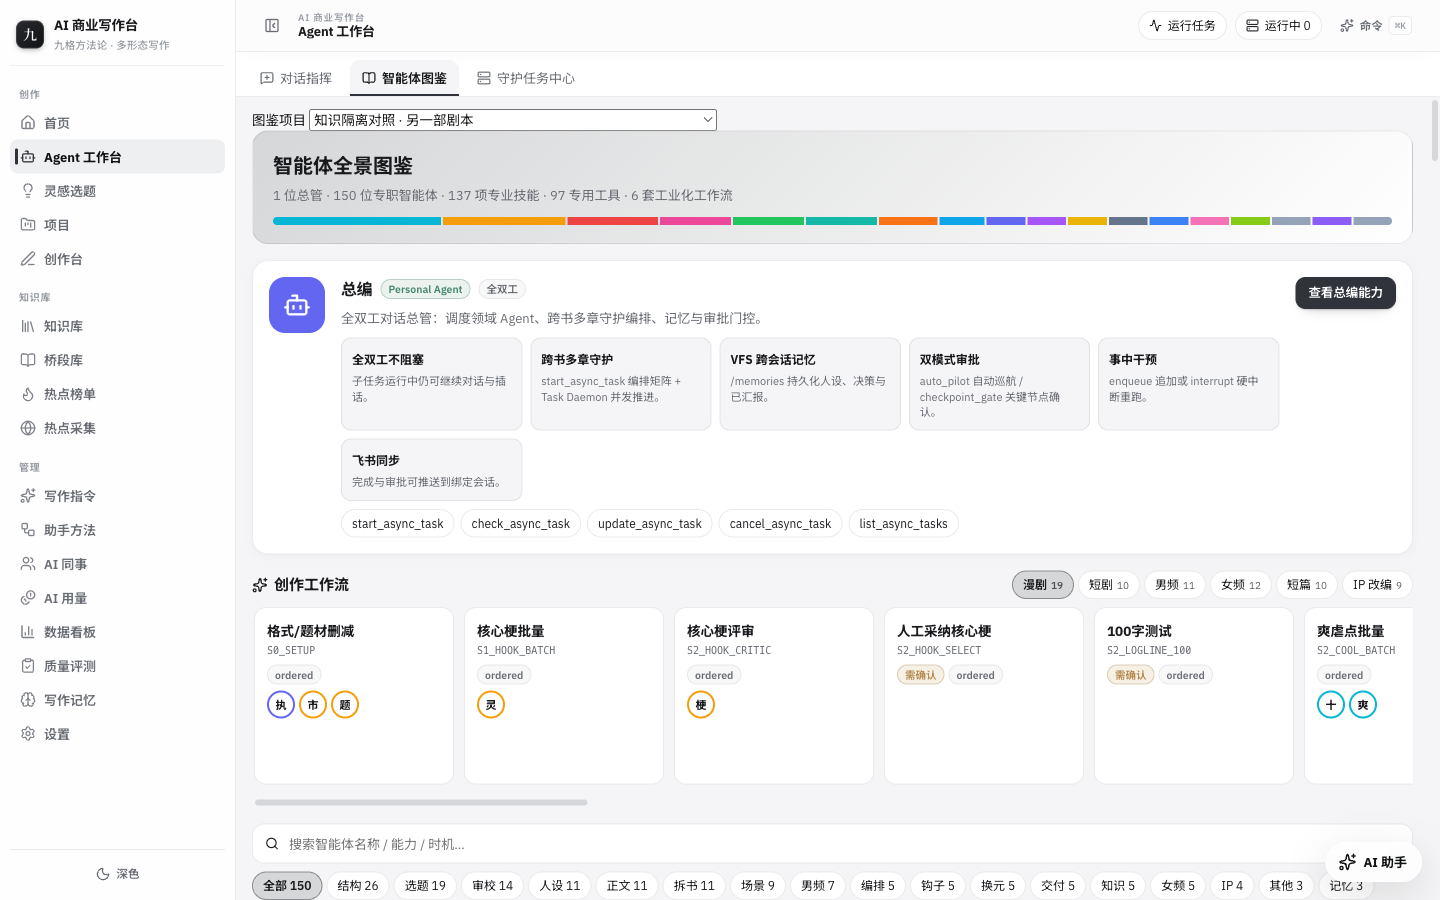 九
AI 商业写作台
九格方法论 · 多形态写作
创作
首页
Agent 工作台
灵感选题
项目
创作台
知识库
知识库
桥段库
热点榜单
热点采集
管理
写作指令
助手方法
AI 同事
AI 用量
数据看板
质量评测
写作记忆
设置
深色
AI 商业写作台
Agent 工作台
运行任务
运行中 0
命令 ⌘K
对话指挥
智能体图鉴
守护任务中心
图鉴项目 知识隔离对照 · 另一部剧本
智能体全景图鉴
1 位总管 · 150 位专职智能体 · 137 项专业技能 · 97 专用工具 · 6 套工业化工作流
总编 Personal Agent 全双工
查看总编能力
全双工对话总管：调度领域 Agent、跨书多章守护编排、记忆与审批门控。
全双工不阻塞
子任务运行中仍可继续对话与插
话。
跨书多章守护
start_async_task 编排矩阵 +
Task Daemon 并发推进。
VFS 跨会话记忆
/memories 持久化人设、决策与
已汇报。
双模式审批
auto_pilot 自动巡航 /
checkpoint_gate 关键节点确
认。
事中干预
enqueue 追加或 interrupt 硬中
断重跑。
飞书同步
完成与审批可推送到绑定会话。
start_async_task check_async_task update_async_task cancel_async_task list_async_tasks
创作工作流
漫剧 19 短剧 10 男频 11 女频 12 短篇 10 IP 改编 9
格式/题材删减
S0_SETUP
ordered
执 市 题
核心梗批量
S1_HOOK_BATCH
ordered
灵
核心梗评审
S2_HOOK_CRITIC
ordered
梗
人工采纳核心梗
S2_HOOK_SELECT
需确认 ordered
100字测试
S2_LOGLINE_100
需确认 ordered
爽虐点批量
S2_COOL_BATCH
ordered
十 爽
搜索智能体名称 / 能力 / 时机...
AI 助手
全部 150 结构 26 选题 19 审校 14 人设 11 正文 11 拆书 11 场景 9 男频 7 编排 5 钩子 5 换元 5 交付 5 知识 5 女频 5 IP 4 其他 3 记忆 3